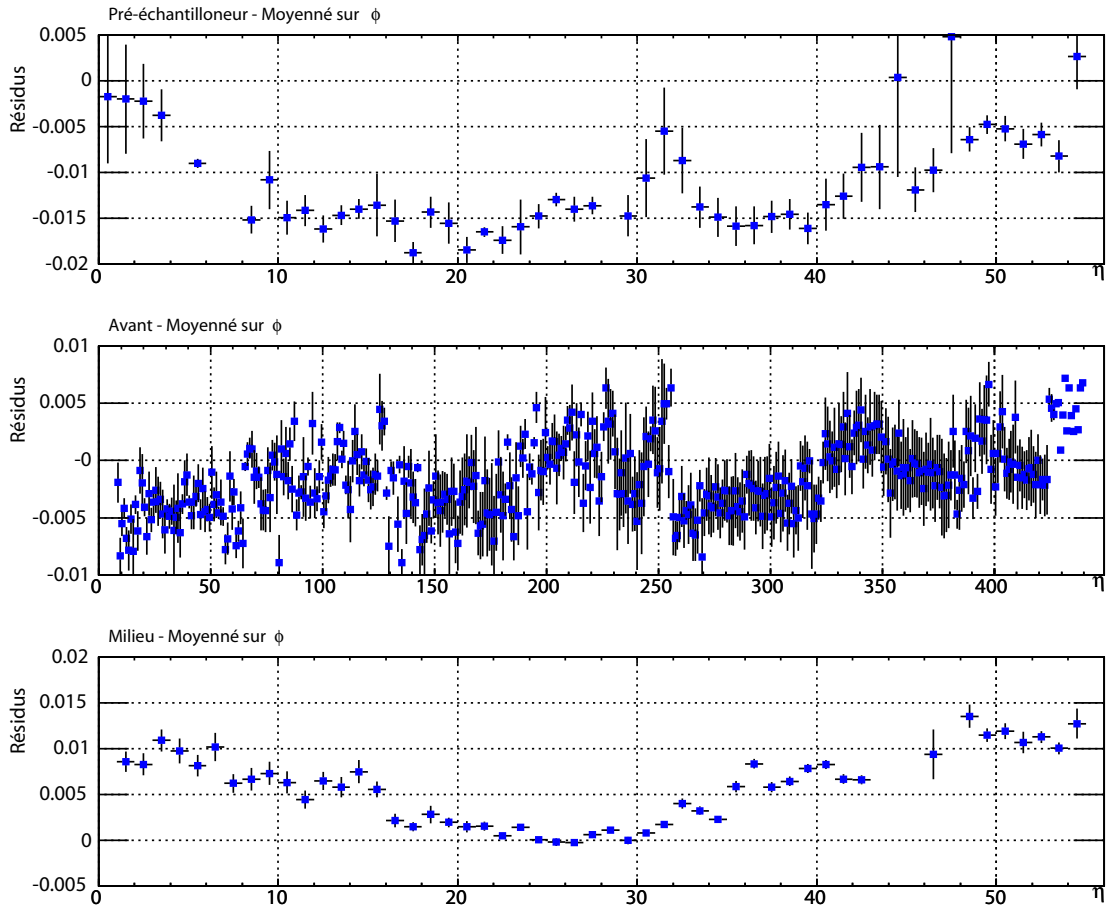 Pré-échantilloneur - Moyenné sur φ
Résidus
0.005
0
-0.005
-0.01
-0.015
-0.02
0 10 20 30 40 50 η
Avant - Moyenné sur φ
Résidus
0.01
0.005
-0
-0.005
-0.01
0 50 100 150 200 250 300 350 400 η
Milieu - Moyenné sur φ
Résidus
0.02
0.015
0.01
0.005
0
-0.005
0 10 20 30 40 50 η